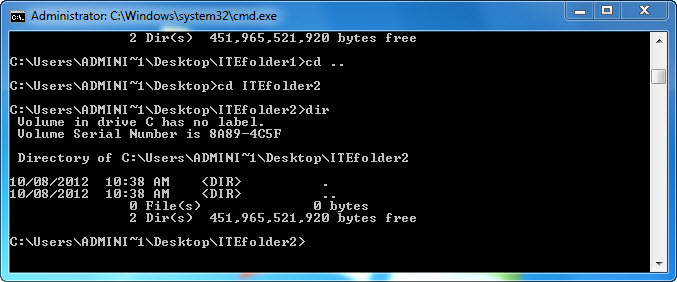 Administrator: C:\Windows\system32\cmd.exe
2 Dir(s)  451,965,521,920 bytes free
C:\Users\ADMINI~1\Desktop\ITEfolder1>cd ..
C:\Users\ADMINI~1\Desktop>cd ITEfolder2
C:\Users\ADMINI~1\Desktop\ITEfolder2>dir
Volume in drive C has no label.
Volume Serial Number is 8A89-4C5F
Directory of C:\Users\ADMINI~1\Desktop\ITEfolder2
10/08/2012  10:38 AM    <DIR>          .
10/08/2012  10:38 AM    <DIR>          ..
0 File(s)              0 bytes
2 Dir(s)  451,965,521,920 bytes free
C:\Users\ADMINI~1\Desktop\ITEfolder2>